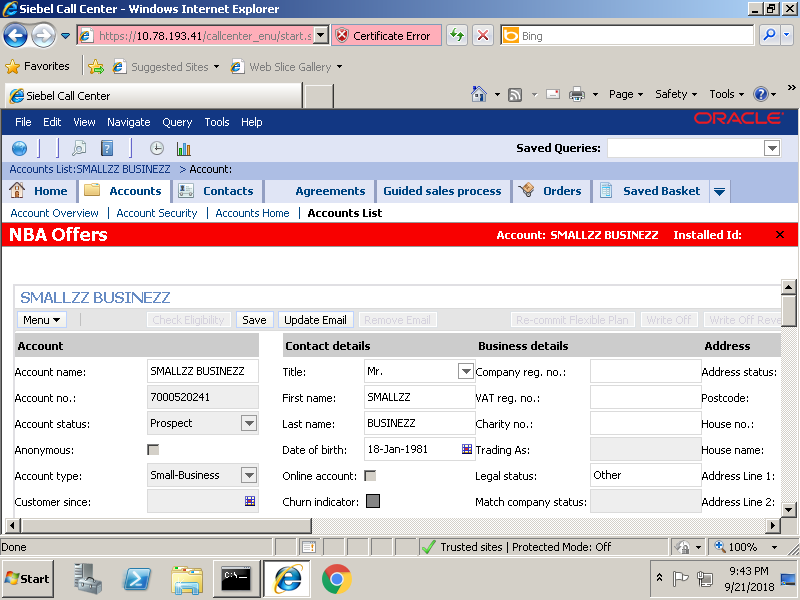 Siebel Call Center - Windows Internet Explorer
https://10.78.193.41/callcenter_enu/start.s
Certificate Error
Bing
Favorites
Suggested Sites
Web Slice Gallery
Siebel Call Center
Page
Safety
Tools
»
File Edit View Navigate Query Tools Help
ORACLE
Saved Queries:
Accounts List:SMALLZZ BUSINEZZ > Account:
Home Accounts Contacts Agreements Guided sales process Orders Saved Basket
Account Overview | Account Security | Accounts Home | Accounts List
NBA Offers
Account: SMALLZZ BUSINEZZ Installed Id:
SMALLZZ BUSINEZZ
Menu Check Eligibility Save Update Email Remove Email Re-commit Flexible Plan Write Off Write Off Reve
Account Contact details Business details Address
Account name: SMALLZZ BUSINEZZ Title: Mr. Company reg. no.: Address status:
Account no.: 7000520241 First name: SMALLZZ VAT reg. no.: Postcode:
Account status: Prospect Last name: BUSINEZZ Charity no.: House no.:
Anonymous: Date of birth: 18-Jan-1981 Trading As: House name:
Account type: Small-Business Online account: Legal status: Other Address Line 1:
Customer since: Churn indicator: Match company status: Address Line 2:
Done
Trusted sites | Protected Mode: Off
100%
Start
C:\.
9:43 PM
9/21/2018